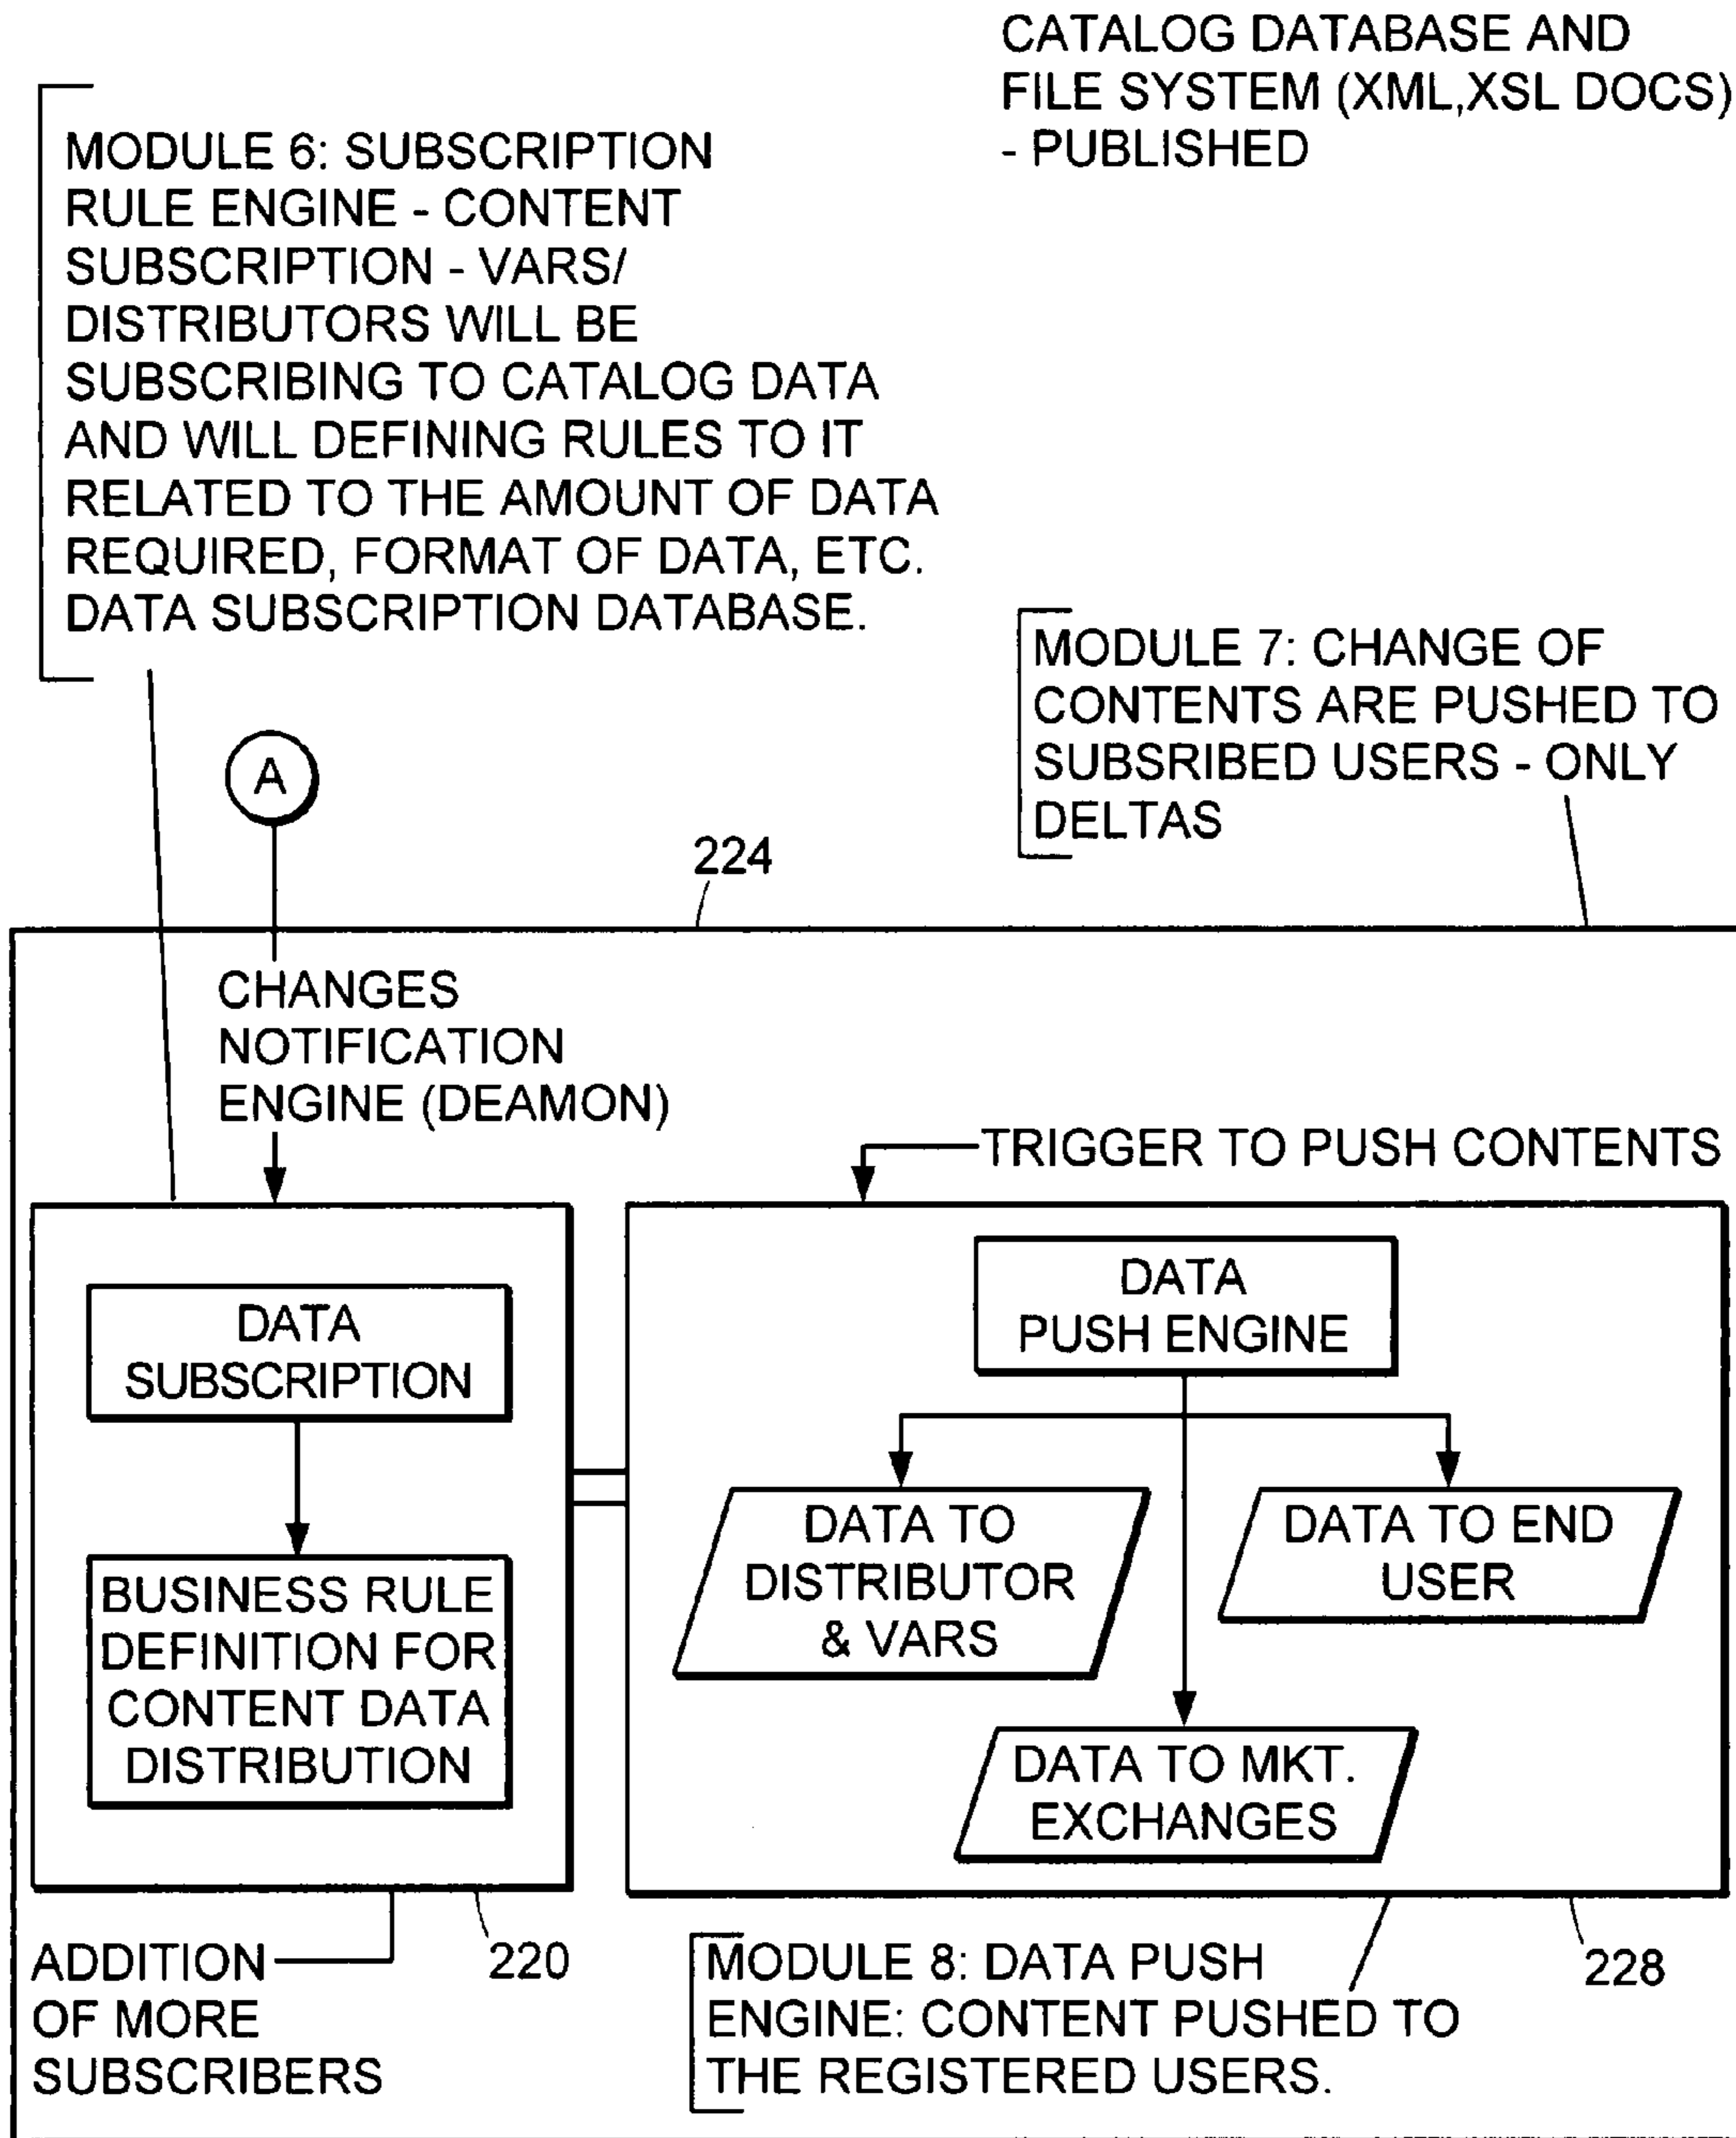 CATALOG DATABASE AND
FILE SYSTEM (XML,XSL DOCS)
- PUBLISHED
MODULE 6: SUBSCRIPTION
RULE ENGINE - CONTENT
SUBSCRIPTION - VARS/
DISTRIBUTORS WILL BE
SUBSCRIBING TO CATALOG DATA
AND WILL DEFINING RULES TO IT
RELATED TO THE AMOUNT OF DATA
REQUIRED, FORMAT OF DATA, ETC.
DATA SUBSCRIPTION DATABASE.
MODULE 7: CHANGE OF
CONTENTS ARE PUSHED TO
SUBSRIBED USERS - ONLY
DELTAS
A
224
CHANGES
NOTIFICATION
ENGINE (DEAMON)
TRIGGER TO PUSH CONTENTS
DATA
SUBSCRIPTION
BUSINESS RULE
DEFINITION FOR
CONTENT DATA
DISTRIBUTION
DATA
PUSH ENGINE
DATA TO
DISTRIBUTOR
& VARS
DATA TO END
USER
DATA TO MKT.
EXCHANGES
ADDITION
OF MORE
SUBSCRIBERS
220
MODULE 8: DATA PUSH
ENGINE: CONTENT PUSHED TO
THE REGISTERED USERS.
228